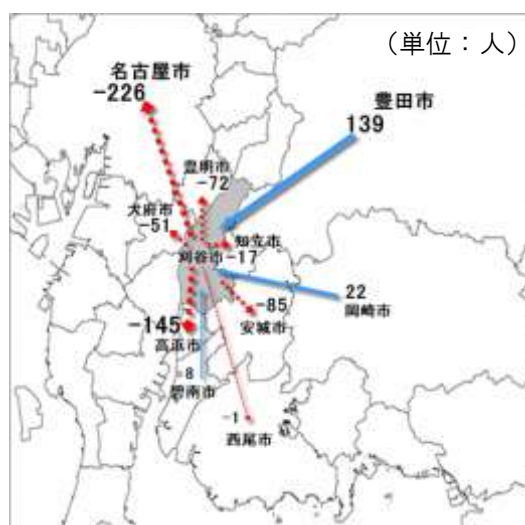 （単位：人）
名古屋市
-226
豊田市
139
豊明市
-72
大府市
-51
知立市
刈谷市
-17
22
岡崎市
-85
安城市
-145
高浜市
-8
碧南市
-1
西尾市